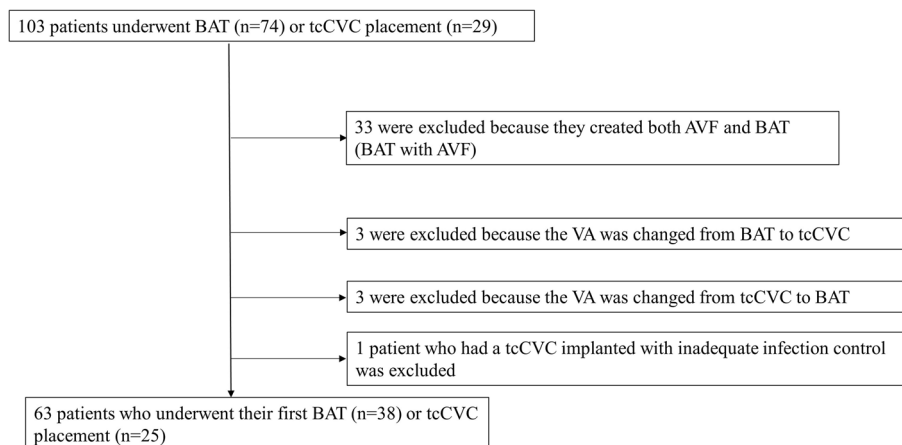 103 patients underwent BAT (n=74) or tcCVC placement (n=29)
33 were excluded because they created both AVF and BAT
(BAT with AVF)
3 were excluded because the VA was changed from BAT to tcCVC
3 were excluded because the VA was changed from tcCVC to BAT
1 patient who had a tcCVC implanted with inadequate infection control
was excluded
63 patients who underwent their first BAT (n=38) or tcCVC
placement (n=25)